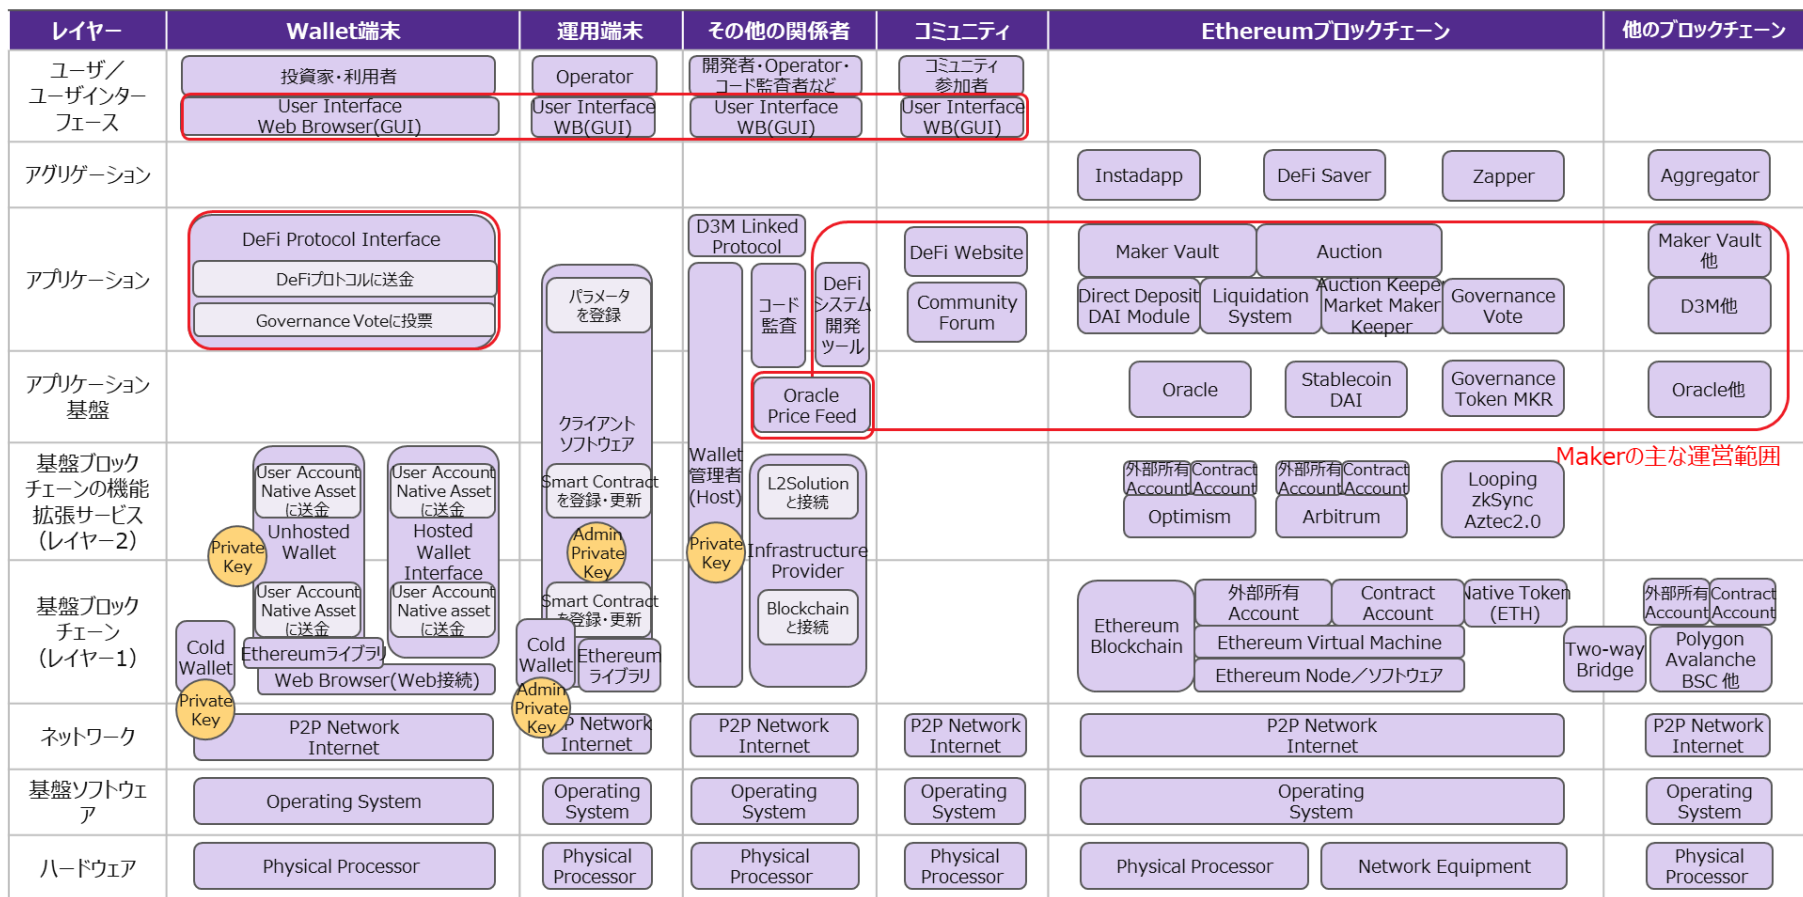 レイヤー
Wallet端末
運用端末
その他の関係者
コミュニティ
Ethereumブロックチェーン
他のブロックチェーン
ユーザ／
ユーザインター
フェース
投資家・利用者
User Interface
Web Browser(GUI)
Operator
User Interface
WB(GUI)
開発者・Operator・
コード監査者など
User Interface
WB(GUI)
コミュニティ
参加者
User Interface
WB(GUI)
アグリゲーション
Instadapp
DeFi Saver
Zapper
Aggregator
アプリケーション
DeFi Protocol Interface
DeFiプロトコルに送金
Governance Voteに投票
パラメータ
を登録
D3M Linked
Protocol
コード
監査
DeFi
システム
開発
ツール
DeFi Website
Community
Forum
Maker Vault
Auction
Direct Deposit
DAI Module
Liquidation
System
Auction Keeper
Market Maker
Keeper
Governance
Vote
Maker Vault
他
D3M他
アプリケーション
基盤
クライアント
ソフトウェア
Oracle
Price Feed
Oracle
Stablecoin
DAI
Governance
Token MKR
Oracle他
Makerの主な運営範囲
基盤ブロック
チェーンの機能
拡張サービス
（レイヤー2）
User Account
Native Asset
に送金
Unhosted
Wallet
Private
Key
User Account
Native Asset
に送金
Hosted
Wallet
Interface
Smart Contract
を登録・更新
Admin
Private
Key
Wallet
管理者
(Host)
Private
Key
L2Solution
と接続
Infrastructure
Provider
外部所有
Account
Contract
Account
Optimism
外部所有
Account
Contract
Account
Arbitrum
Looping
zkSync
Aztec2.0
基盤ブロック
チェーン
（レイヤー1）
User Account
Native Asset
に送金
User Account
Native asset
に送金
Cold
Wallet
Private
Key
Ethereumライブラリ
Web Browser(Web接続)
Smart Contract
を登録・更新
Cold
Wallet
Admin
Private
Key
Ethereum
ライブラリ
Blockchain
と接続
Ethereum
Blockchain
外部所有
Account
Contract
Account
Native Token
(ETH)
Ethereum Virtual Machine
Ethereum Node／ソフトウェア
Two-way
Bridge
外部所有
Account
Contract
Account
Polygon
Avalanche
BSC 他
ネットワーク
P2P Network
Internet
P2P Network
Internet
P2P Network
Internet
P2P Network
Internet
P2P Network
Internet
P2P Network
Internet
基盤ソフトウェ
ア
Operating System
Operating
System
Operating
System
Operating
System
Operating
System
Operating
System
ハードウェア
Physical Processor
Physical
Processor
Physical
Processor
Physical
Processor
Physical Processor
Network Equipment
Physical
Processor